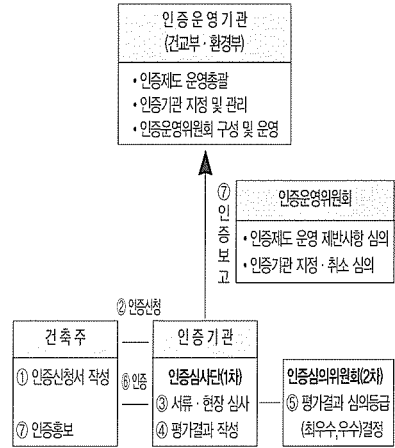 인증운영기관
(건교부·환경부)
•인증제도 운영총괄
•인증기관 지정 및 관리
•인증운영위원회 구성 및 운영
⑦인증보고
인증운영위원회
•인증제도 운영 제반사항 심의
•인증기관 지정·취소 심의
②인증신청
건축주
①인증신청서 작성
⑦인증홍보
⑥인증
인증기관
인증심사단(1차)
③서류·현장 심사
④평가결과 작성
인증심의위원회(2차)
⑤평가결과 심의등급
(최우수,우수)결정